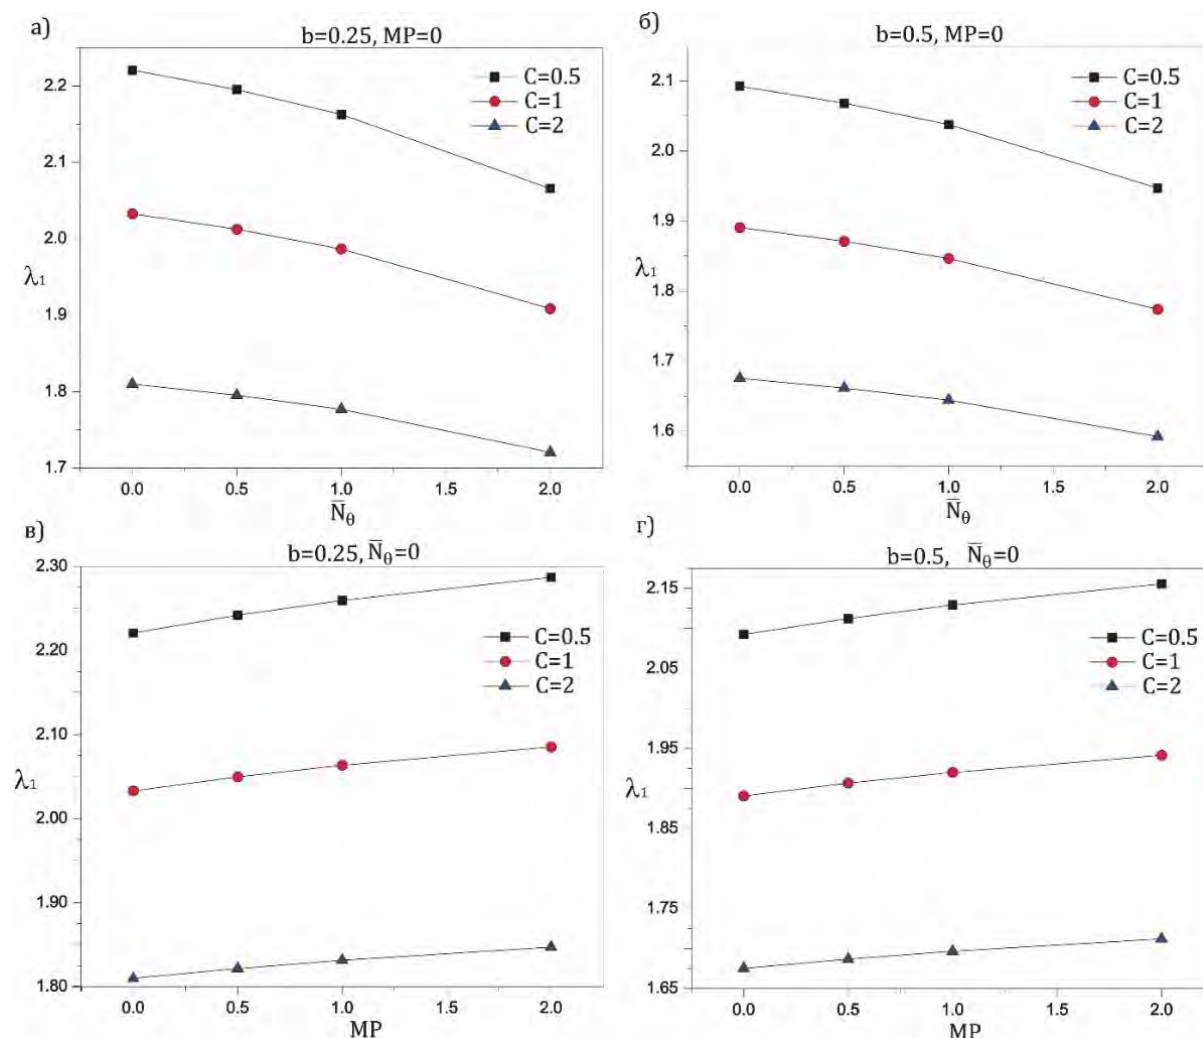 а)
b=0.25, MP=0
2.2
2.1
2.0
1.9
1.8
1.7
λ1
C=0.5
C=1
C=2
0.0 0.5 1.0 1.5 2.0
N̅θ
б)
b=0.5, MP=0
2.1
2.0
1.9
1.8
1.7
1.6
λ1
C=0.5
C=1
C=2
0.0 0.5 1.0 1.5 2.0
N̅θ
в)
b=0.25, N̅θ=0
2.30
2.20
2.10
2.00
1.90
1.80
λ1
C=0.5
C=1
C=2
0.0 0.5 1.0 1.5 2.0
MP
г)
b=0.5, N̅θ=0
2.15
2.05
1.95
1.85
1.75
1.65
λ1
C=0.5
C=1
C=2
0.0 0.5 1.0 1.5 2.0
MP